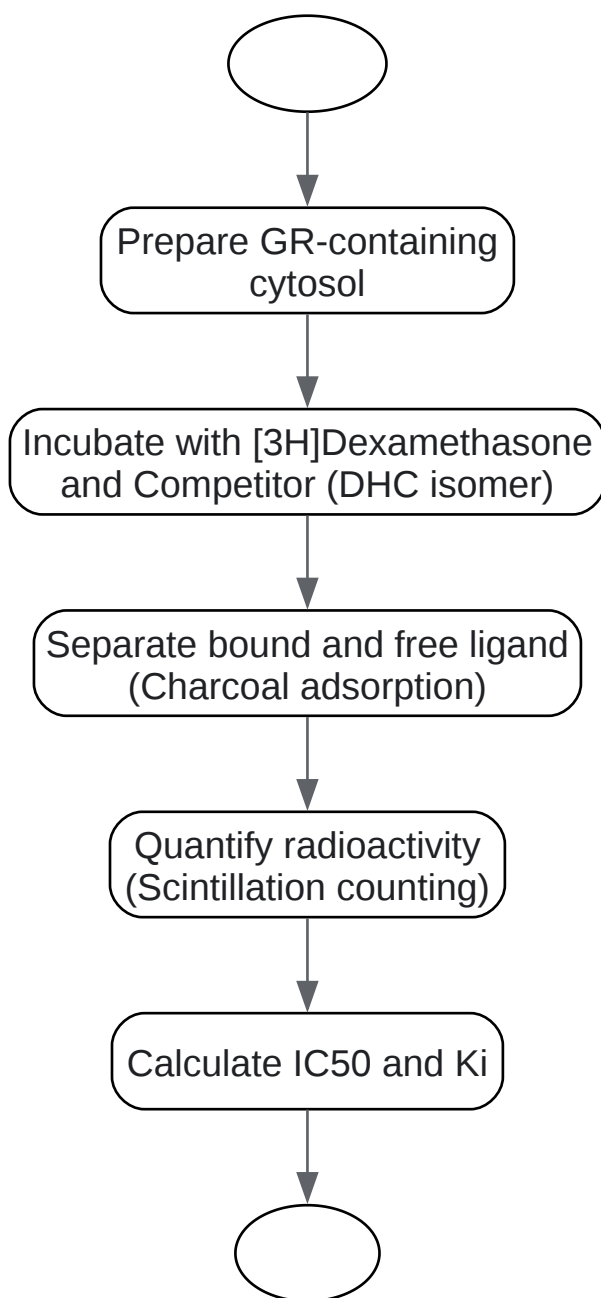 Prepare GR-containing
cytosol
Incubate with [3H]Dexamethasone
and Competitor (DHC isomer)
Separate bound and free ligand
(Charcoal adsorption)
Quantify radioactivity
(Scintillation counting)
Calculate IC50 and Ki